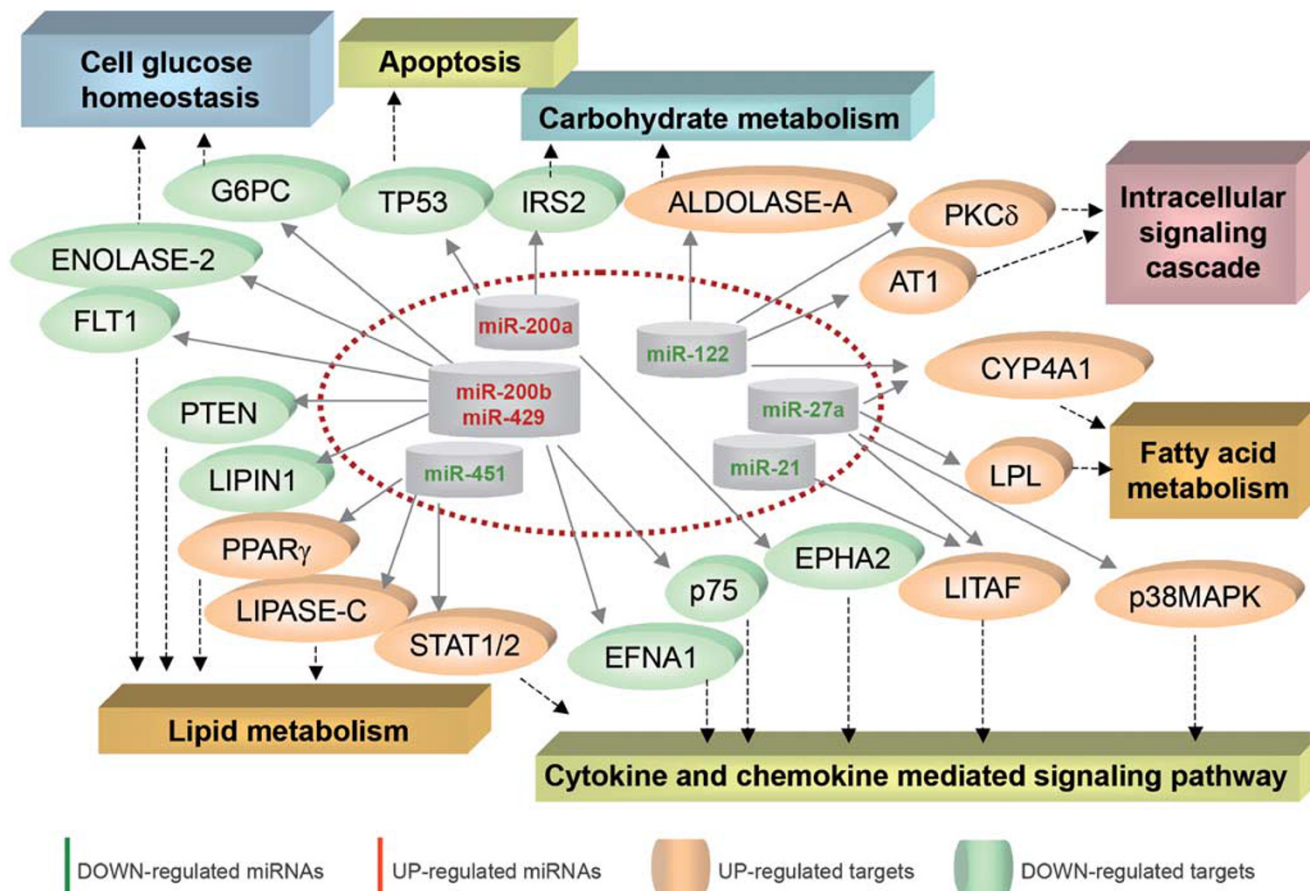 Cell glucose
homeostasis
Apoptosis
Carbohydrate metabolism
Intracellular
signaling
cascade
G6PC
TP53
IRS2
ALDOLASE-A
PKCδ
ENOLASE-2
AT1
FLT1
miR-200a
miR-122
CYP4A1
miR-200b
miR-429
miR-27a
PTEN
miR-451
miR-21
LIPIN1
LPL
Fatty acid
metabolism
PPARγ
EPHA2
p75
LITAF
p38MAPK
LIPASE-C
STAT1/2
EFNA1
Lipid metabolism
Cytokine and chemokine mediated signaling pathway
DOWN-regulated miRNAs
UP-regulated miRNAs
UP-regulated targets
DOWN-regulated targets